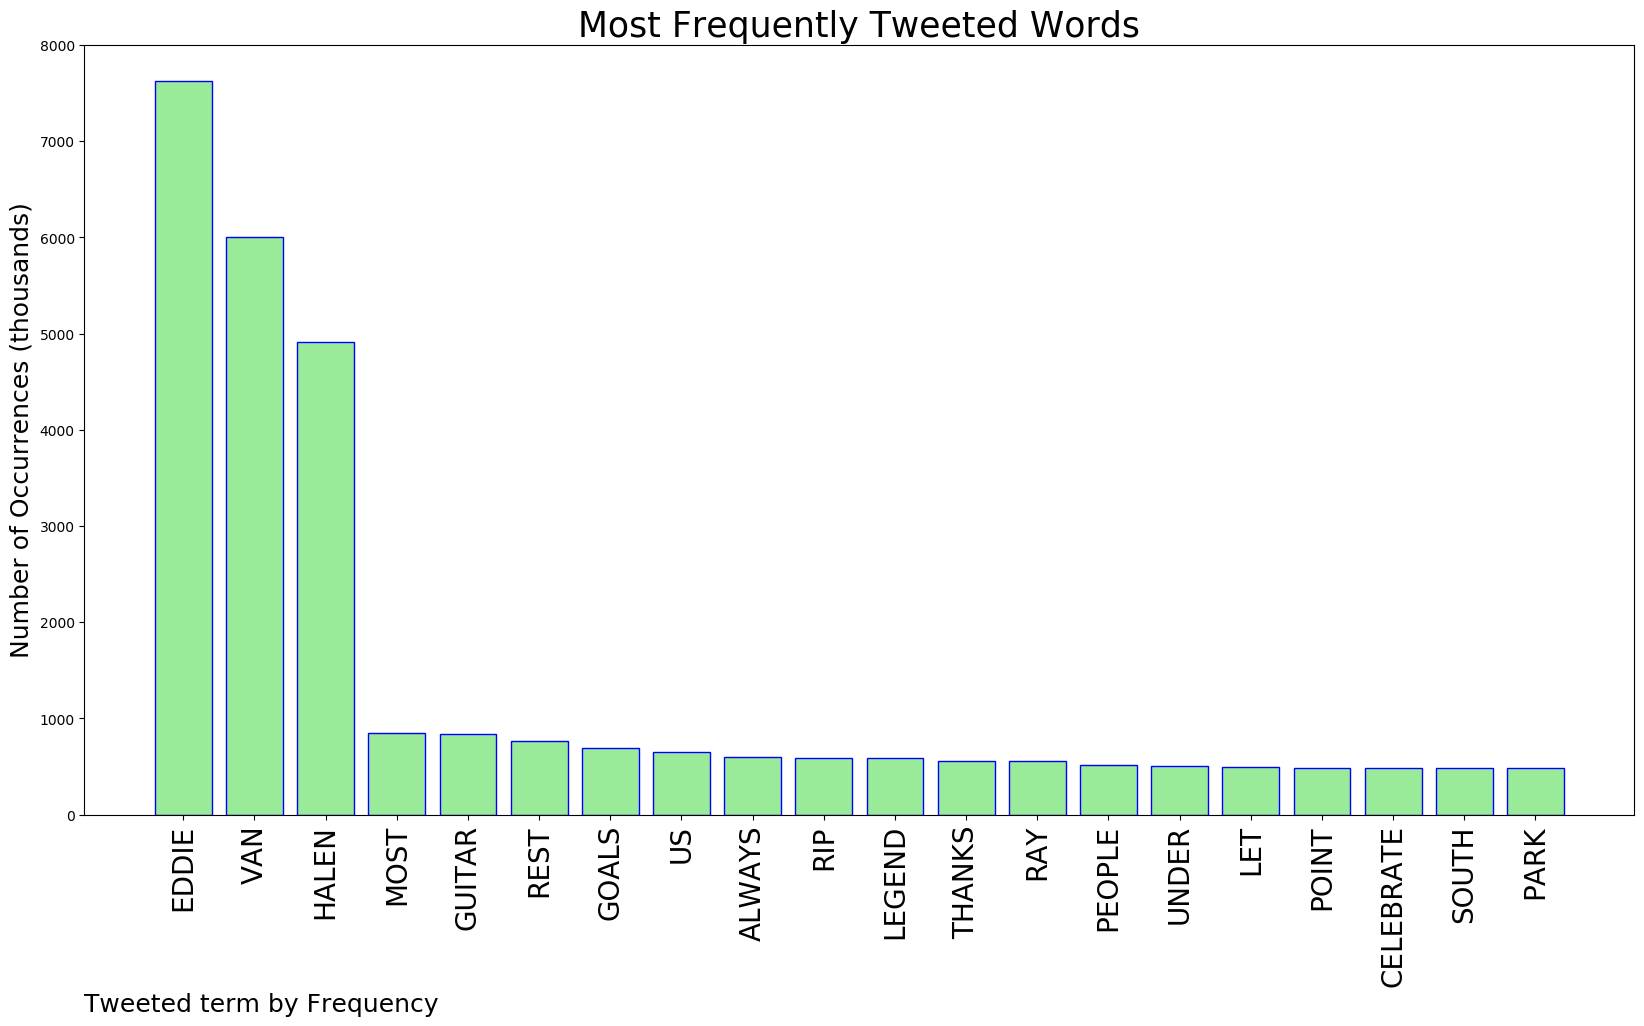 Most Frequently Tweeted Words
Number of Occurrences (thousands)
8000
7000
6000
5000
4000
3000
2000
1000
0
EDDIE
VAN
HALEN
MOST
GUITAR
REST
GOALS
US
ALWAYS
RIP
LEGEND
THANKS
RAY
PEOPLE
UNDER
LET
POINT
CELEBRATE
SOUTH
PARK
Tweeted term by Frequency